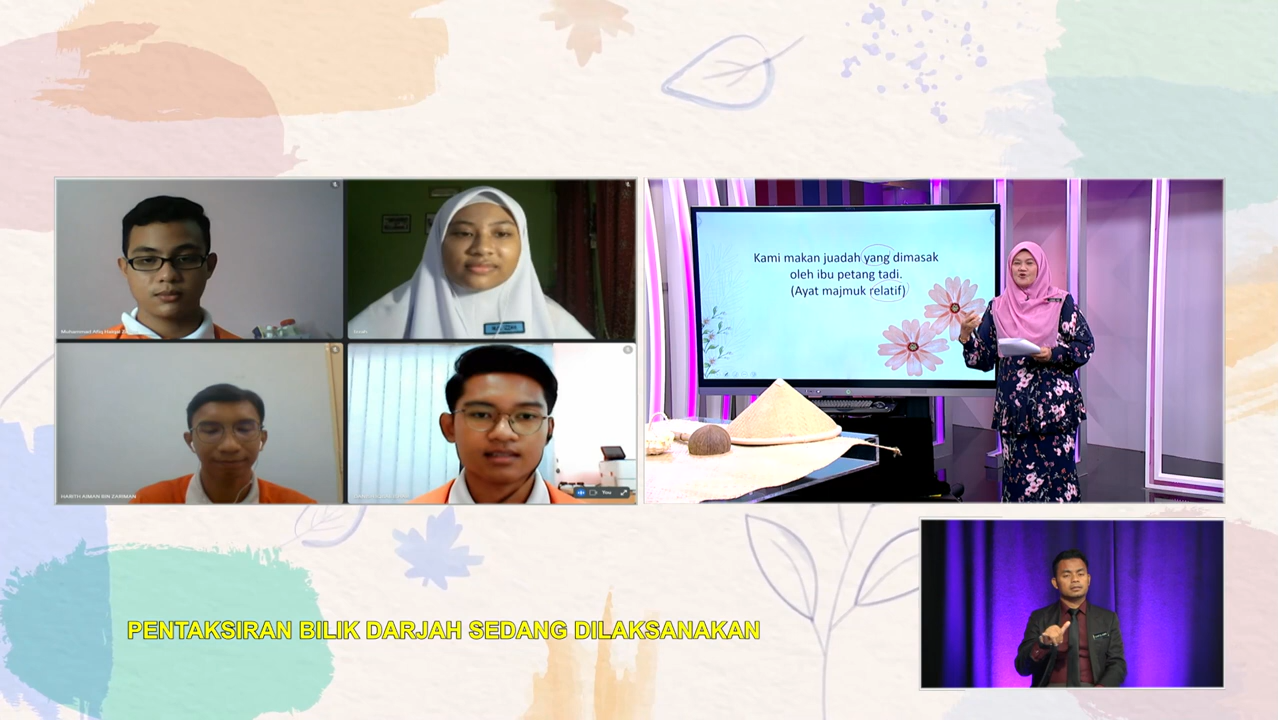 Kami makan juadah yang dimasak
oleh ibu petang tadi.
(Ayat majmuk relatif)
HARITH AIMAN BIN ZARIMAN
PENTAKSIRAN BILIK DARJAH SEDANG DILAKSANAKAN